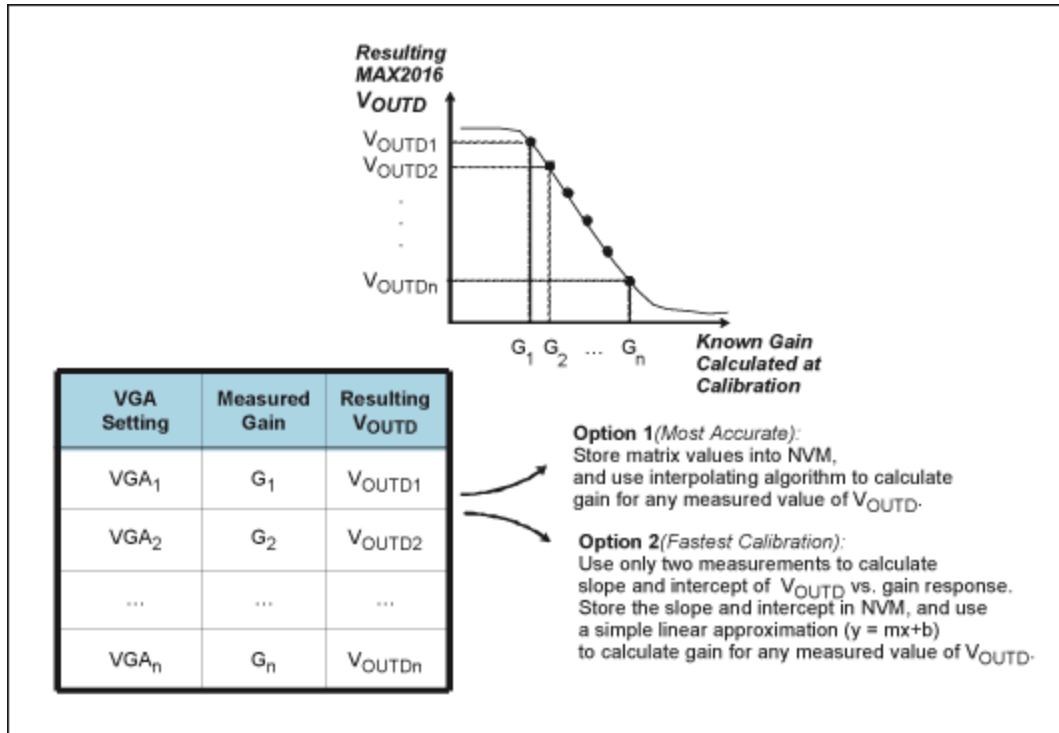 Resulting
MAX2016
VOUTD
VOUTD1
VOUTD2
.
.
.
VOUTDn
G1 G2 ... Gn
Known Gain
Calculated at
Calibration
VGA Setting Measured Gain Resulting VOUTD
VGA1 G1 VOUTD1
VGA2 G2 VOUTD2
... ... ...
VGAn Gn VOUTDn
Option 1(Most Accurate):
Store matrix values into NVM,
and use interpolating algorithm to calculate
gain for any measured value of VOUTD.
Option 2(Fastest Calibration):
Use only two measurements to calculate
slope and intercept of VOUTD vs. gain response.
Store the slope and intercept in NVM, and use
a simple linear approximation (y = mx+b)
to calculate gain for any measured value of VOUTD.